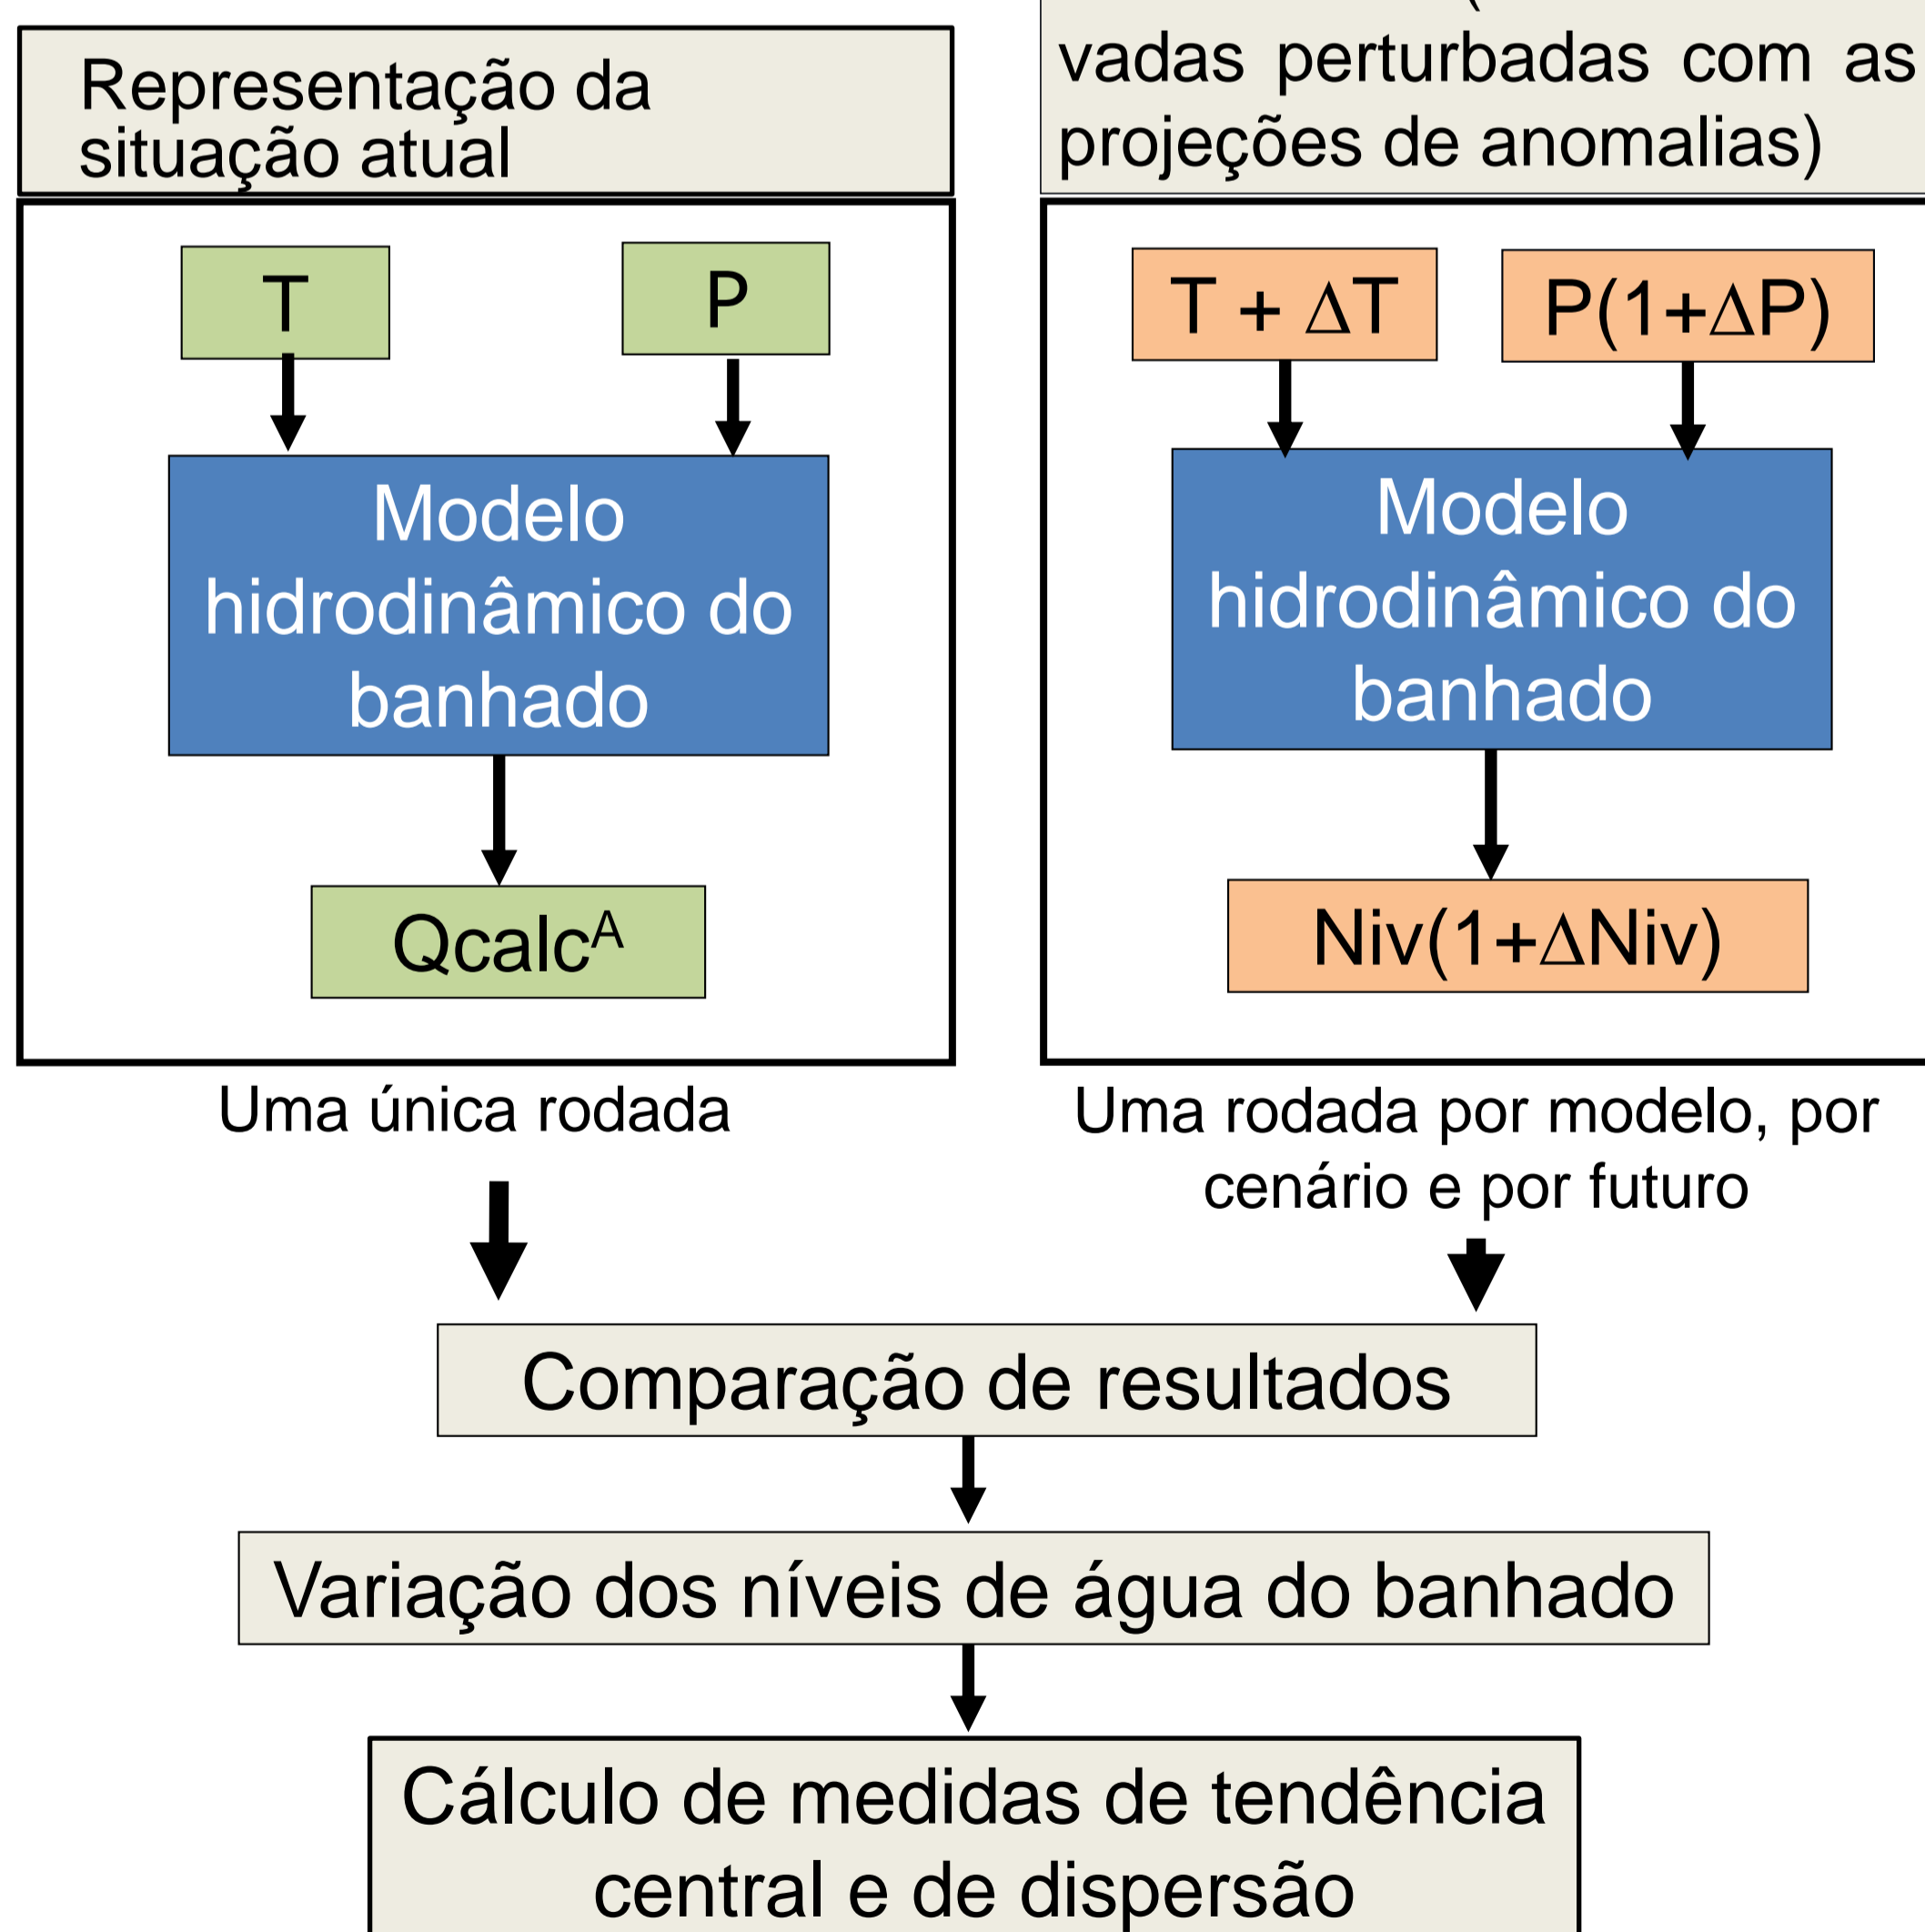 Representação da
situação atual
vadas perturbadas com as
projeções de anomalias)
T
P
T + ΔT
P(1+ΔP)
Modelo
hidrodinâmico do
banhado
Modelo
hidrodinâmico do
banhado
Qcalcᴬ
Niv(1+ΔNiv)
Uma única rodada
Uma rodada por modelo, por
cenário e por futuro
Comparação de resultados
Variação dos níveis de água do banhado
Cálculo de medidas de tendência
central e de dispersão